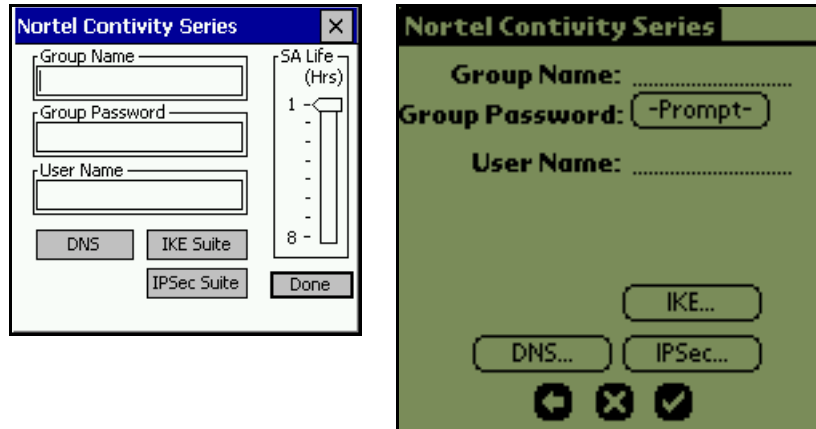 Nortel Contivity Series
Group Name
SA Life
(Hrs)
1
Group Password
User Name
8
DNS
IKE Suite
IPSec Suite
Done
Nortel Contivity Series
Group Name:
Group Password: -Prompt-
User Name:
IKE...
DNS... IPSec...